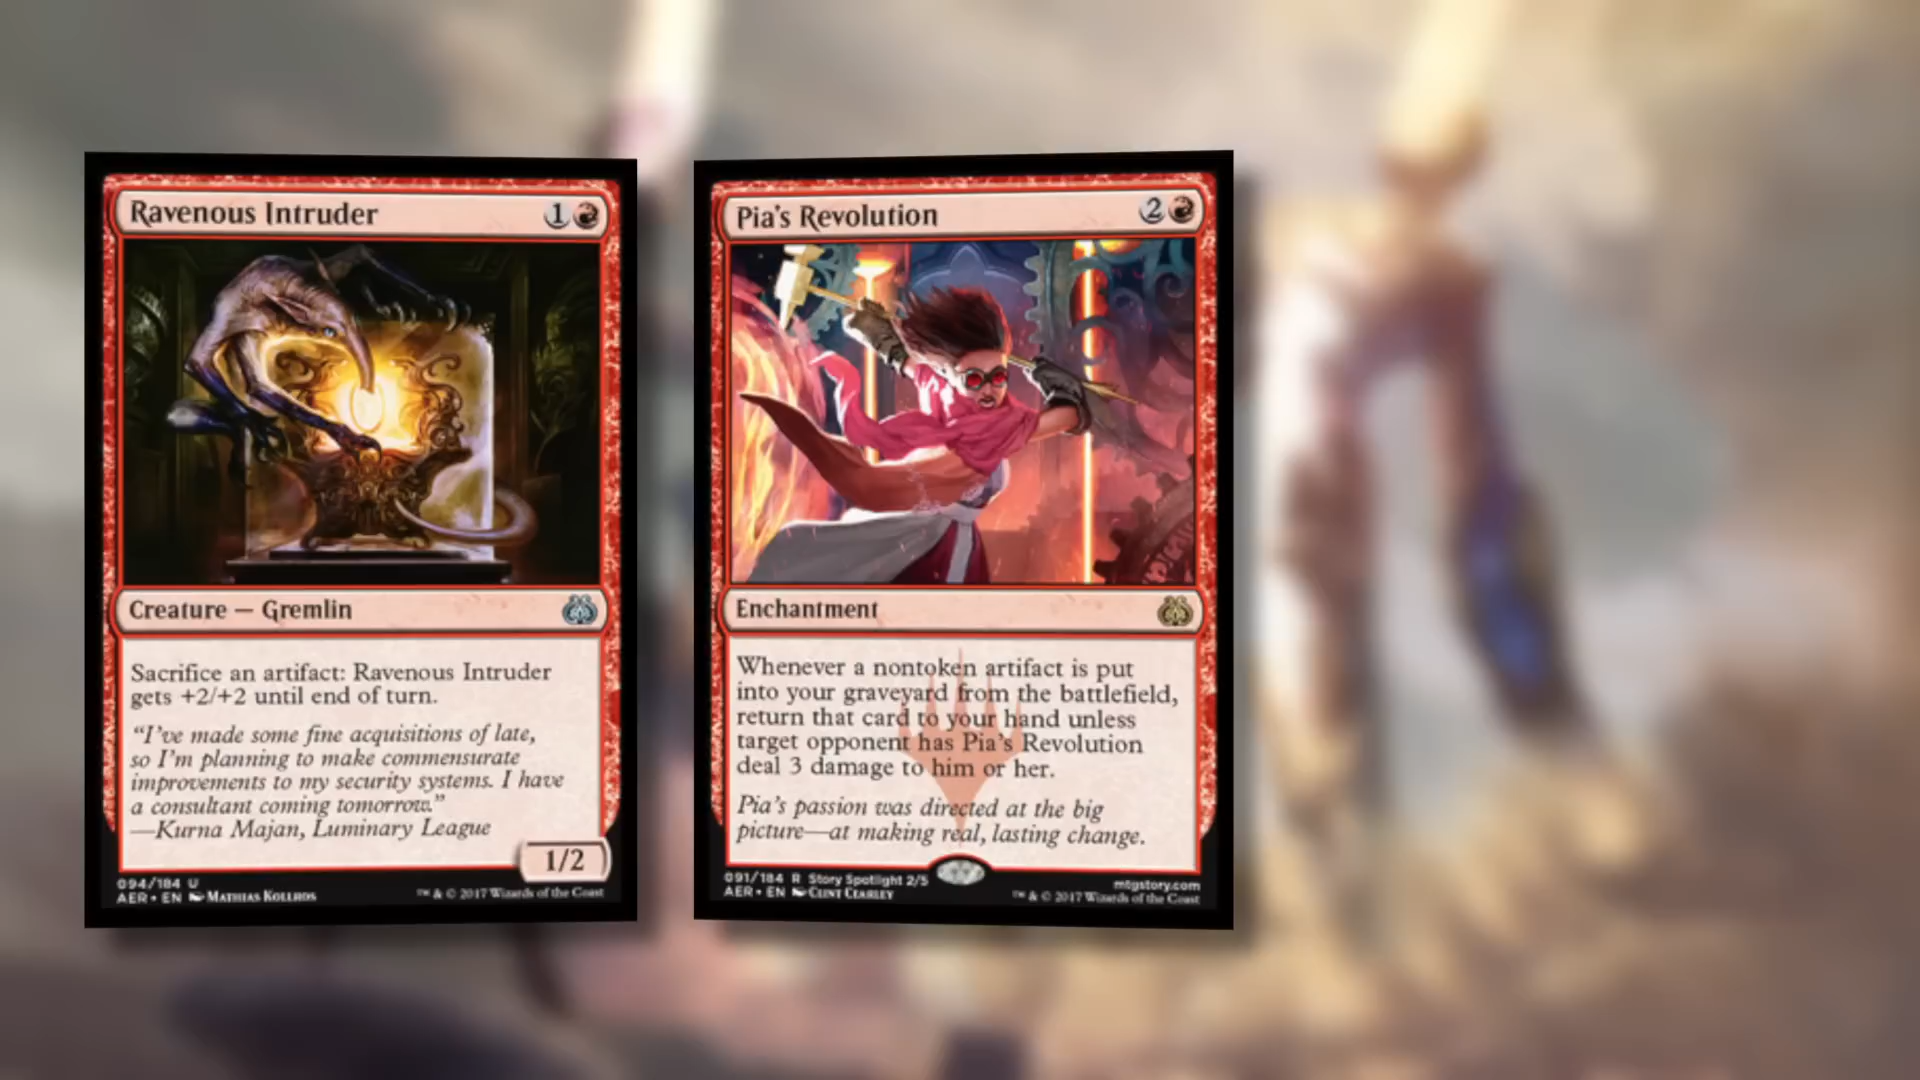 Ravenous Intruder
1
Creature — Gremlin
Sacrifice an artifact: Ravenous Intruder
gets +2/+2 until end of turn.
“I've made some fine acquisitions of late,
so I'm planning to make commensurate
improvements to my security systems. I have
a consultant coming tomorrow.”
—Kurna Majan, Luminary League
1/2
094/184 U
AER • EN Mathias Kollros
™ & © 2017 Wizards of the Coast
Pia's Revolution
2
Enchantment
Whenever a nontoken artifact is put
into your graveyard from the battlefield,
return that card to your hand unless
target opponent has Pia's Revolution
deal 3 damage to him or her.
Pia's passion was directed at the big
picture—at making real, lasting change.
091/184 R Story Spotlight 2/5
AER • EN Clint Cearley
mtgstory.com
™ & © 2017 Wizards of the Coast